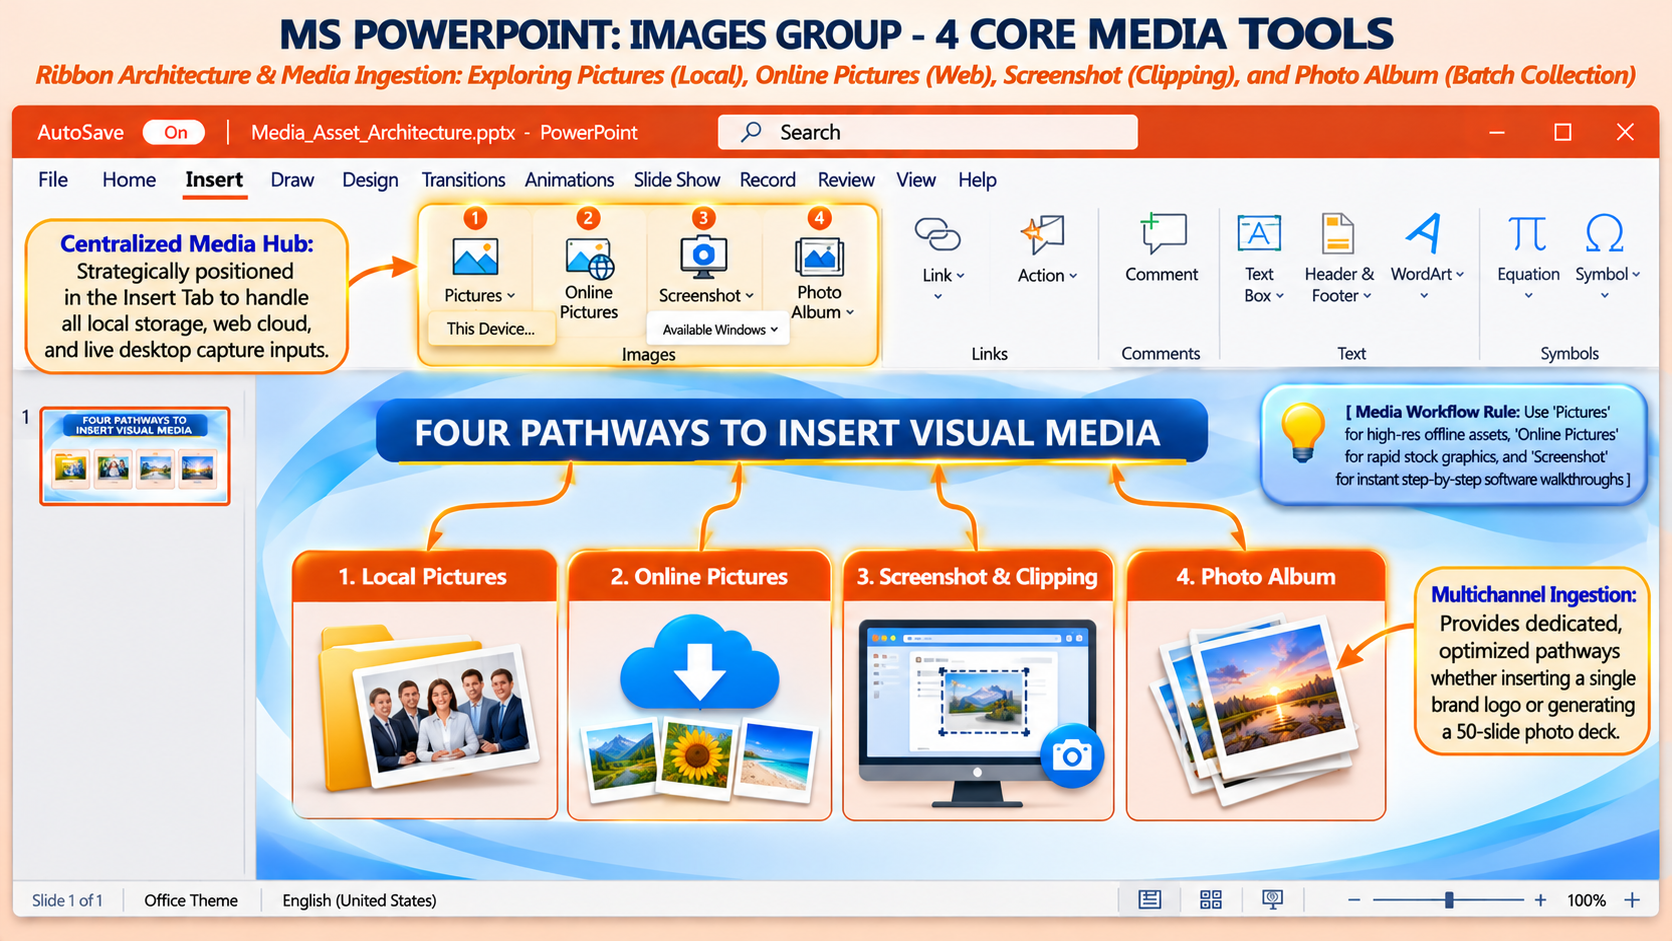 MS POWERPOINT: IMAGES GROUP - 4 CORE MEDIA TOOLS
Ribbon Architecture & Media Ingestion: Exploring Pictures (Local), Online Pictures (Web), Screenshot (Clipping), and Photo Album (Batch Collection)
AutoSave On Media_Asset_Architecture.pptx - PowerPoint Search
File Home Insert Draw Design Transitions Animations Slide Show Record Review View Help
Centralized Media Hub:
Strategically positioned
in the Insert Tab to handle
all local storage, web cloud,
and live desktop capture inputs.
1 2 3 4
Pictures
This Device...
Online
Pictures
Screenshot
Available Windows
Photo
Album
Images
Link
Action
Links
Comment
Comments
Text
Box
Header &
Footer
WordArt
Text
Equation
Symbol
Symbols
1
FOUR PATHWAYS TO
INSERT VISUAL MEDIA
FOUR PATHWAYS TO INSERT VISUAL MEDIA
[ Media Workflow Rule: Use 'Pictures'
for high-res offline assets, 'Online Pictures'
for rapid stock graphics, and 'Screenshot'
for instant step-by-step software walkthroughs ]
1. Local Pictures
2. Online Pictures
3. Screenshot & Clipping
4. Photo Album
Multichannel Ingestion:
Provides dedicated,
optimized pathways
whether inserting a single
brand logo or generating
a 50-slide photo deck.
Slide 1 of 1 Office Theme English (United States) 100%